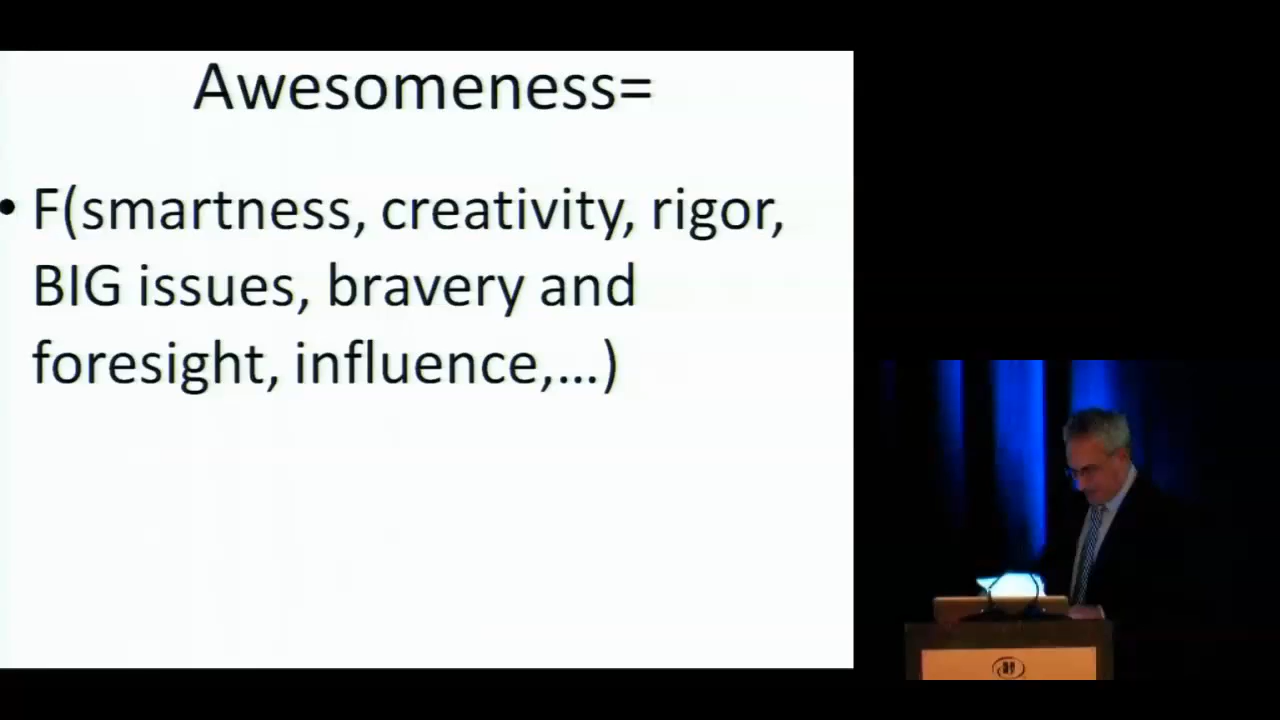 Awesomeness=
• F(smartness, creativity, rigor,
BIG issues, bravery and
foresight, influence,...)